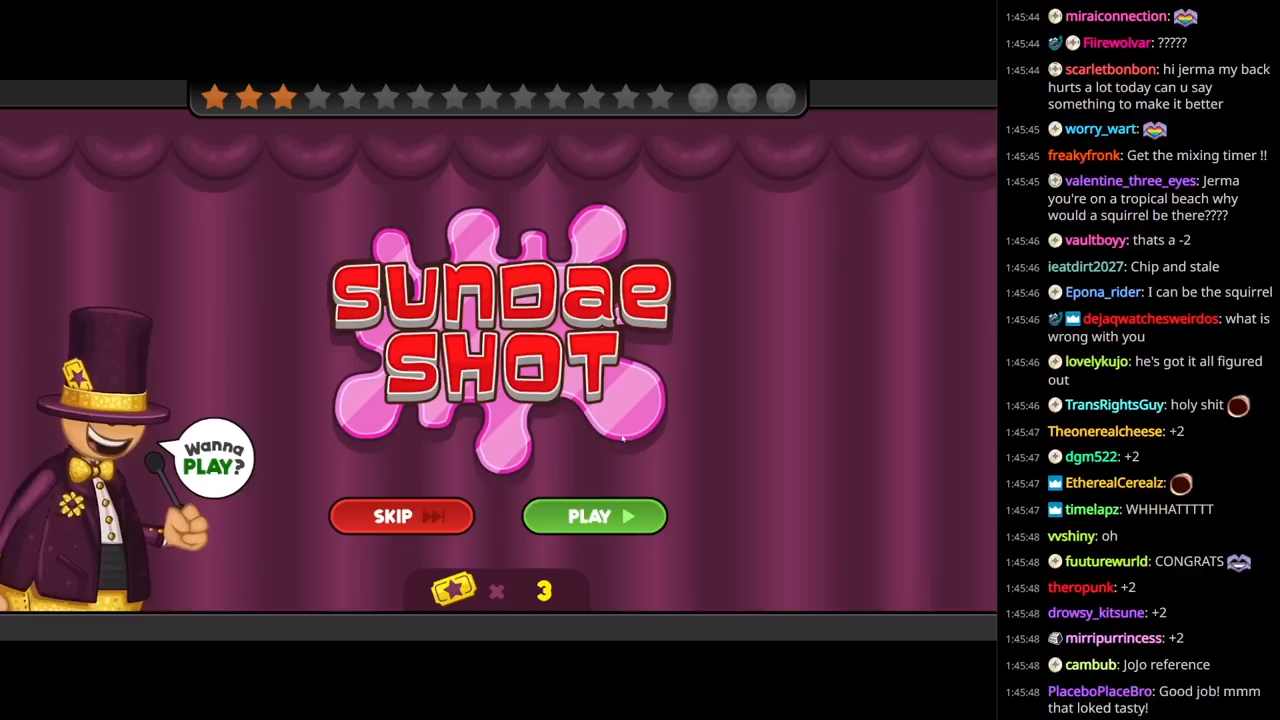 SUNDAE
SHOT
Wanna
PLAY?
SKIP
PLAY
× 3
1:45:44 miraiconnection:
1:45:44 Fiirewolvar: ?????
1:45:44 scarletbonbon: hi jerma my back
hurts a lot today can u say
something to make it better
1:45:45 worry_wart:
1:45:45 freakyfronk: Get the mixing timer !!
1:45:45 valentine_three_eyes: Jerma
you're on a tropical beach why
would a squirrel be there????
1:45:46 vaultboyy: thats a -2
1:45:46 ieatdirt2027: Chip and stale
1:45:46 Epona_rider: I can be the squirrel
1:45:46 dejaqwatchesweirdos: what is
wrong with you
1:45:46 lovelykujo: he's got it all figured
out
1:45:46 TransRightsGuy: holy shit
1:45:47 Theonerealcheese: +2
1:45:47 dgm522: +2
1:45:47 EtherealCerealz:
1:45:47 timelapz: WHHHATTTTT
1:45:48 vvshiny: oh
1:45:48 fuuturewurld: CONGRATS
1:45:48 theropunk: +2
1:45:48 drowsy_kitsune: +2
1:45:48 mirripurrincess: +2
1:45:48 cambub: JoJo reference
1:45:48 PlaceboPlaceBro: Good job! mmm
that loked tasty!